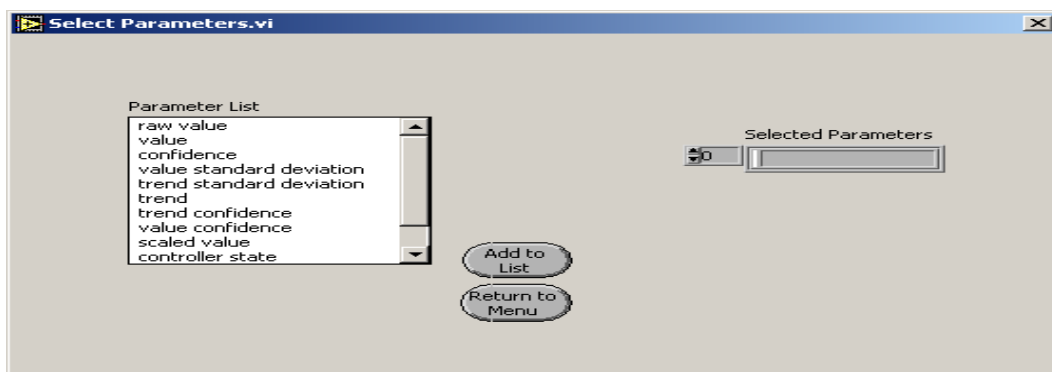 Select Parameters.vi
Parameter List
raw value
value
confidence
value standard deviation
trend standard deviation
trend
trend confidence
value confidence
scaled value
controller state
Selected Parameters
0
Add to
List
Return to
Menu